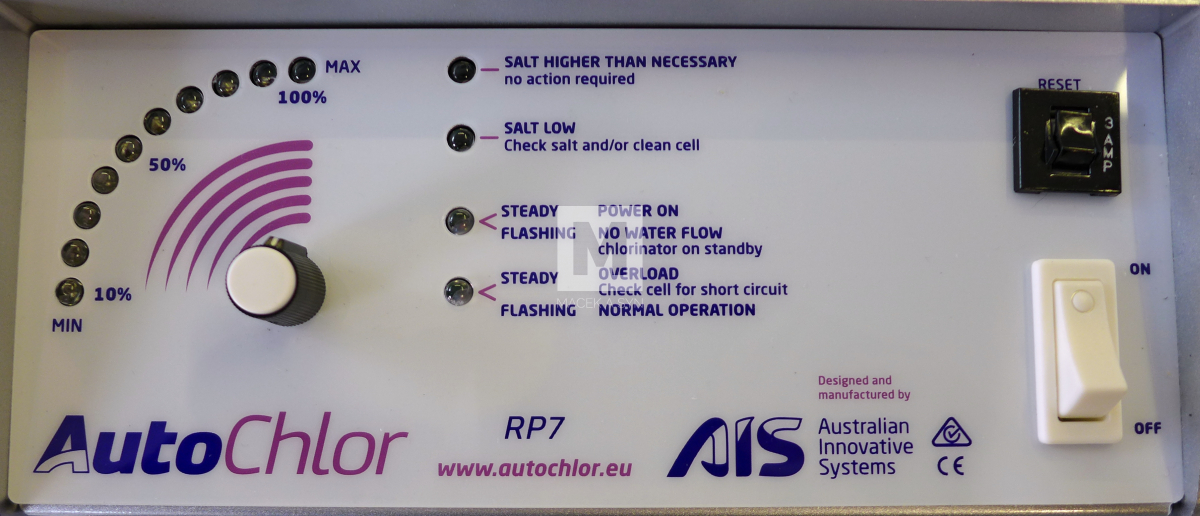 MAX
100%
50%
10%
MIN
SALT HIGHER THAN NECESSARY
no action required
SALT LOW
Check salt and/or clean cell
STEADY POWER ON
FLASHING NO WATER FLOW
chlorinator on standby
STEADY OVERLOAD
Check cell for short circuit
FLASHING NORMAL OPERATION
M
MACEK A SYN
RESET
3 AMP
ON
OFF
AutoChlor
RP7
www.autochlor.eu
Designed and
manufactured by
AIS
Australian
Innovative
Systems
CE